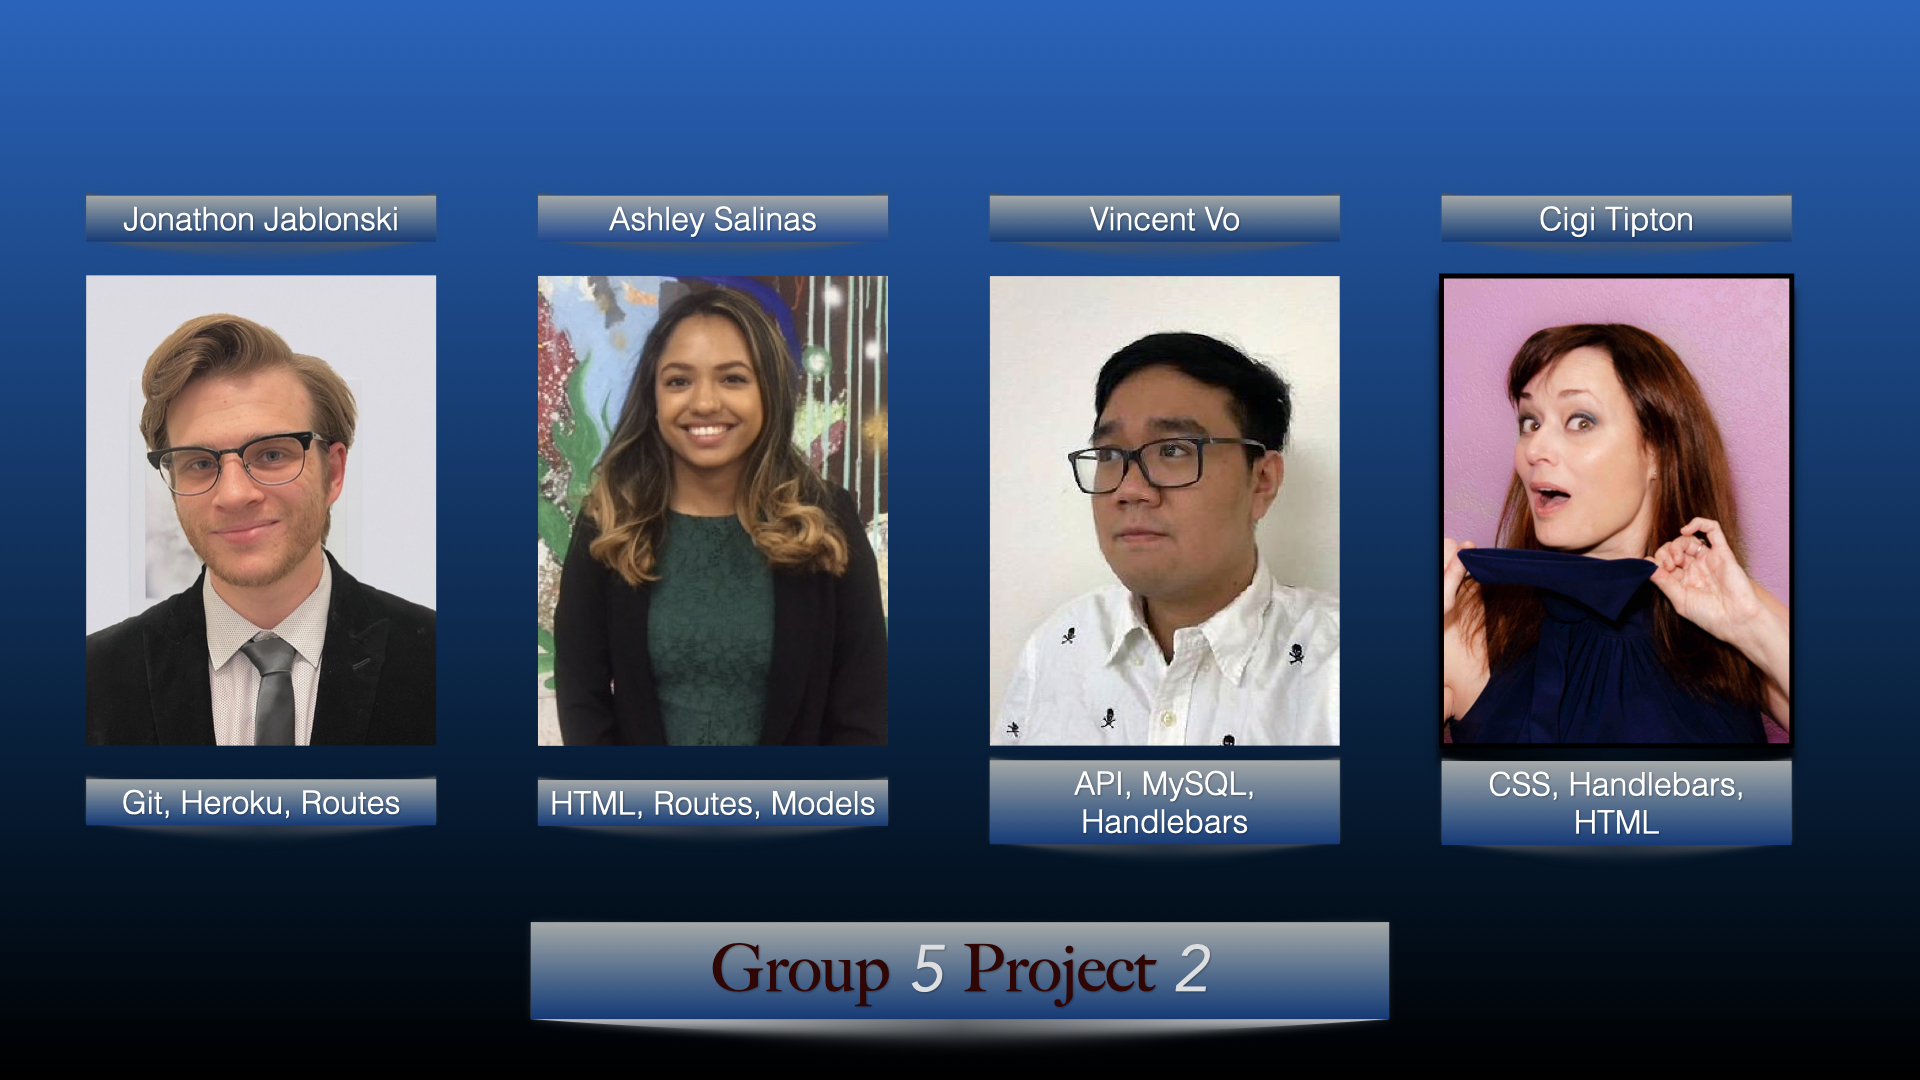 Jonathon Jablonski
Ashley Salinas
Vincent Vo
Cigi Tipton
Git, Heroku, Routes
HTML, Routes, Models
API, MySQL,
Handlebars
CSS, Handlebars,
HTML
Group 5 Project 2